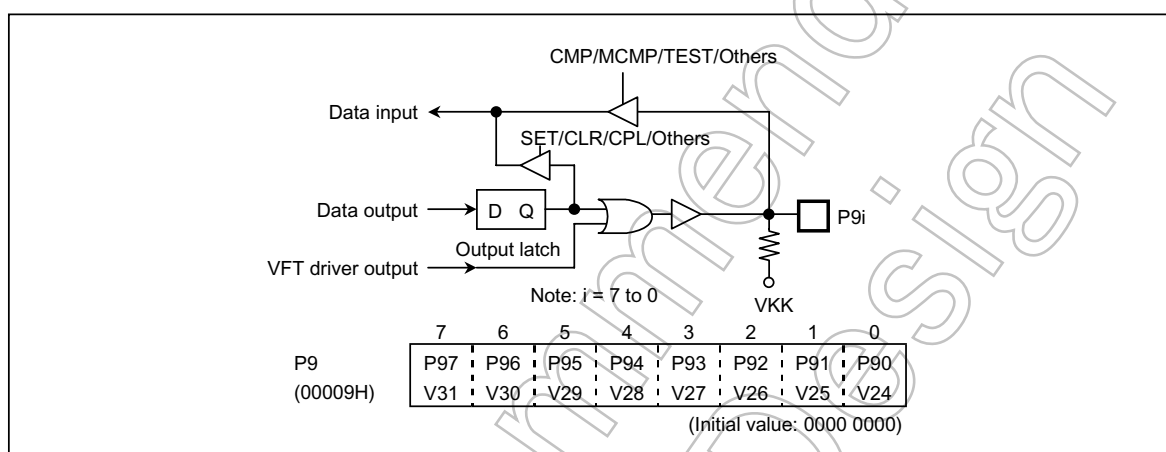 CMP/MCMP/TEST/Others
Data input
SET/CLR/CPL/Others
Data output
D Q
P9i
Output latch
VFT driver output
Note: i = 7 to 0
VKK
7 6 5 4 3 2 1 0
P9 P97 P96 P95 P94 P93 P92 P91 P90
(00009H) V31 V30 V29 V28 V27 V26 V25 V24
(Initial value: 0000 0000)
mmend
Design